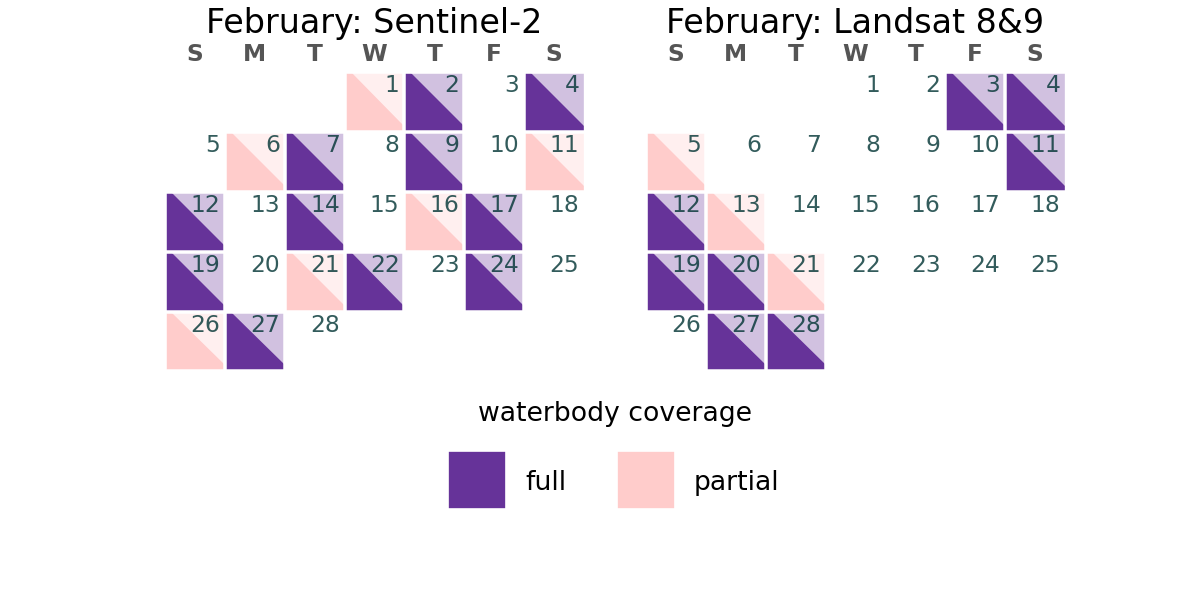 February: Sentinel-2
S M T W T F S
1 2 3 4
5 6 7 8 9 10 11
12 13 14 15 16 17 18
19 20 21 22 23 24 25
26 27 28
February: Landsat 8&9
S M T W T F S
1 2 3 4
5 6 7 8 9 10 11
12 13 14 15 16 17 18
19 20 21 22 23 24 25
26 27 28
waterbody coverage
full partial